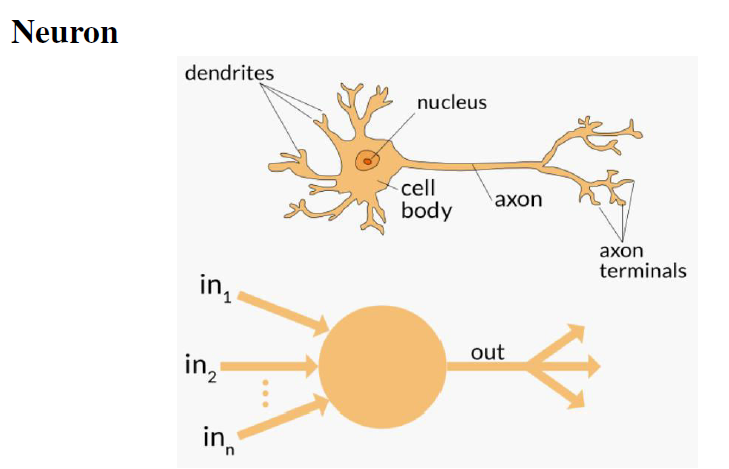 Neuron
dendrites
nucleus
cell
body
axon
axon
terminals
in1
in2
inn
out